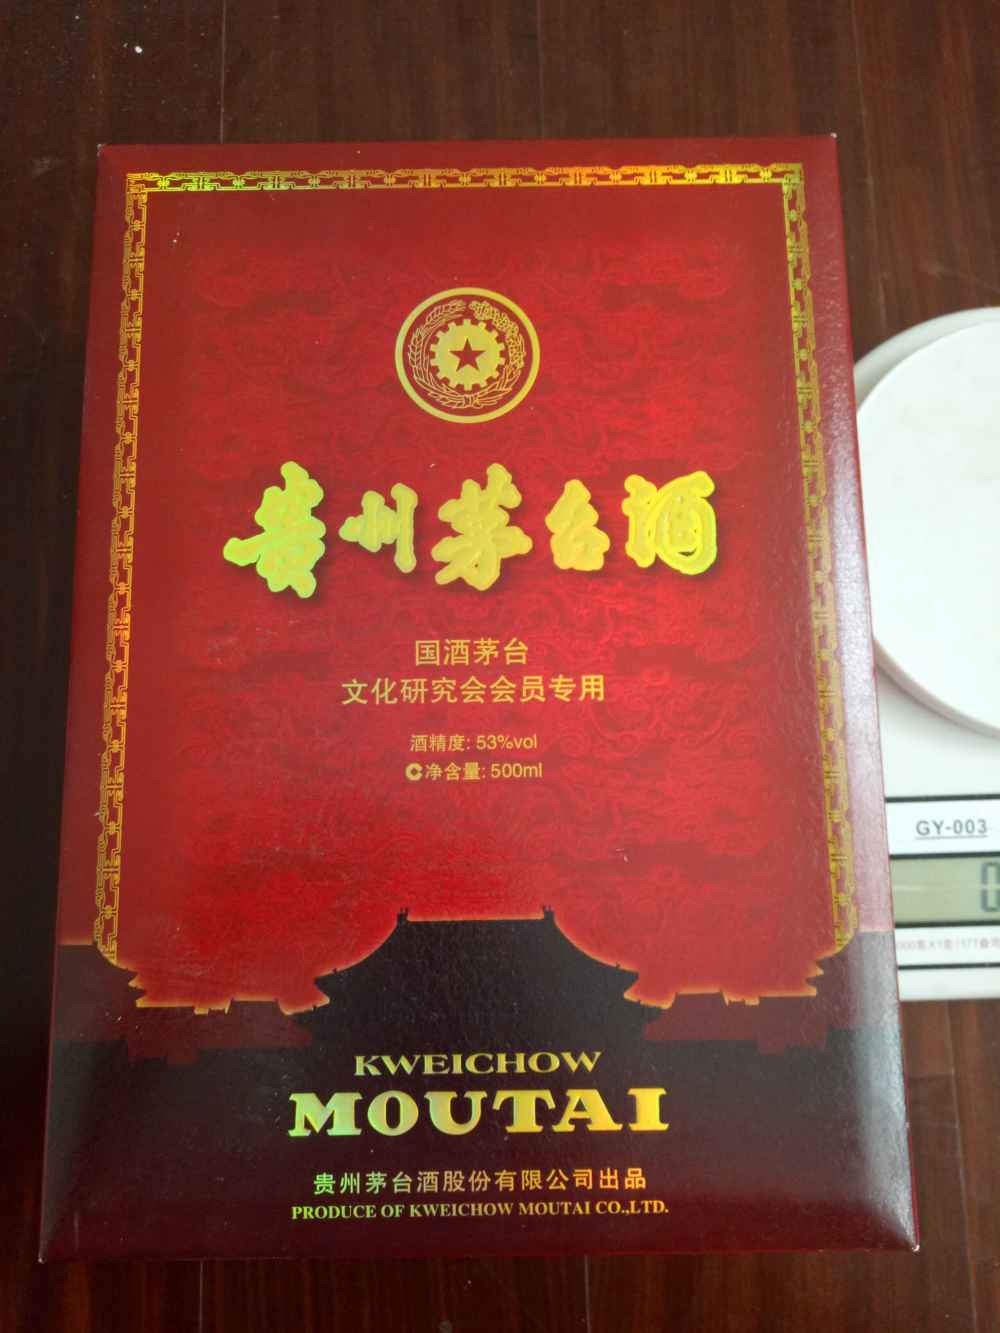 贵州茅台酒
国酒茅台
文化研究会会员专用
酒精度: 53%vol
净含量: 500ml
GY-003
0
KWEICHOW
MOUTAI
贵州茅台酒股份有限公司出品
PRODUCE OF KWEICHOW MOUTAI CO.,LTD.